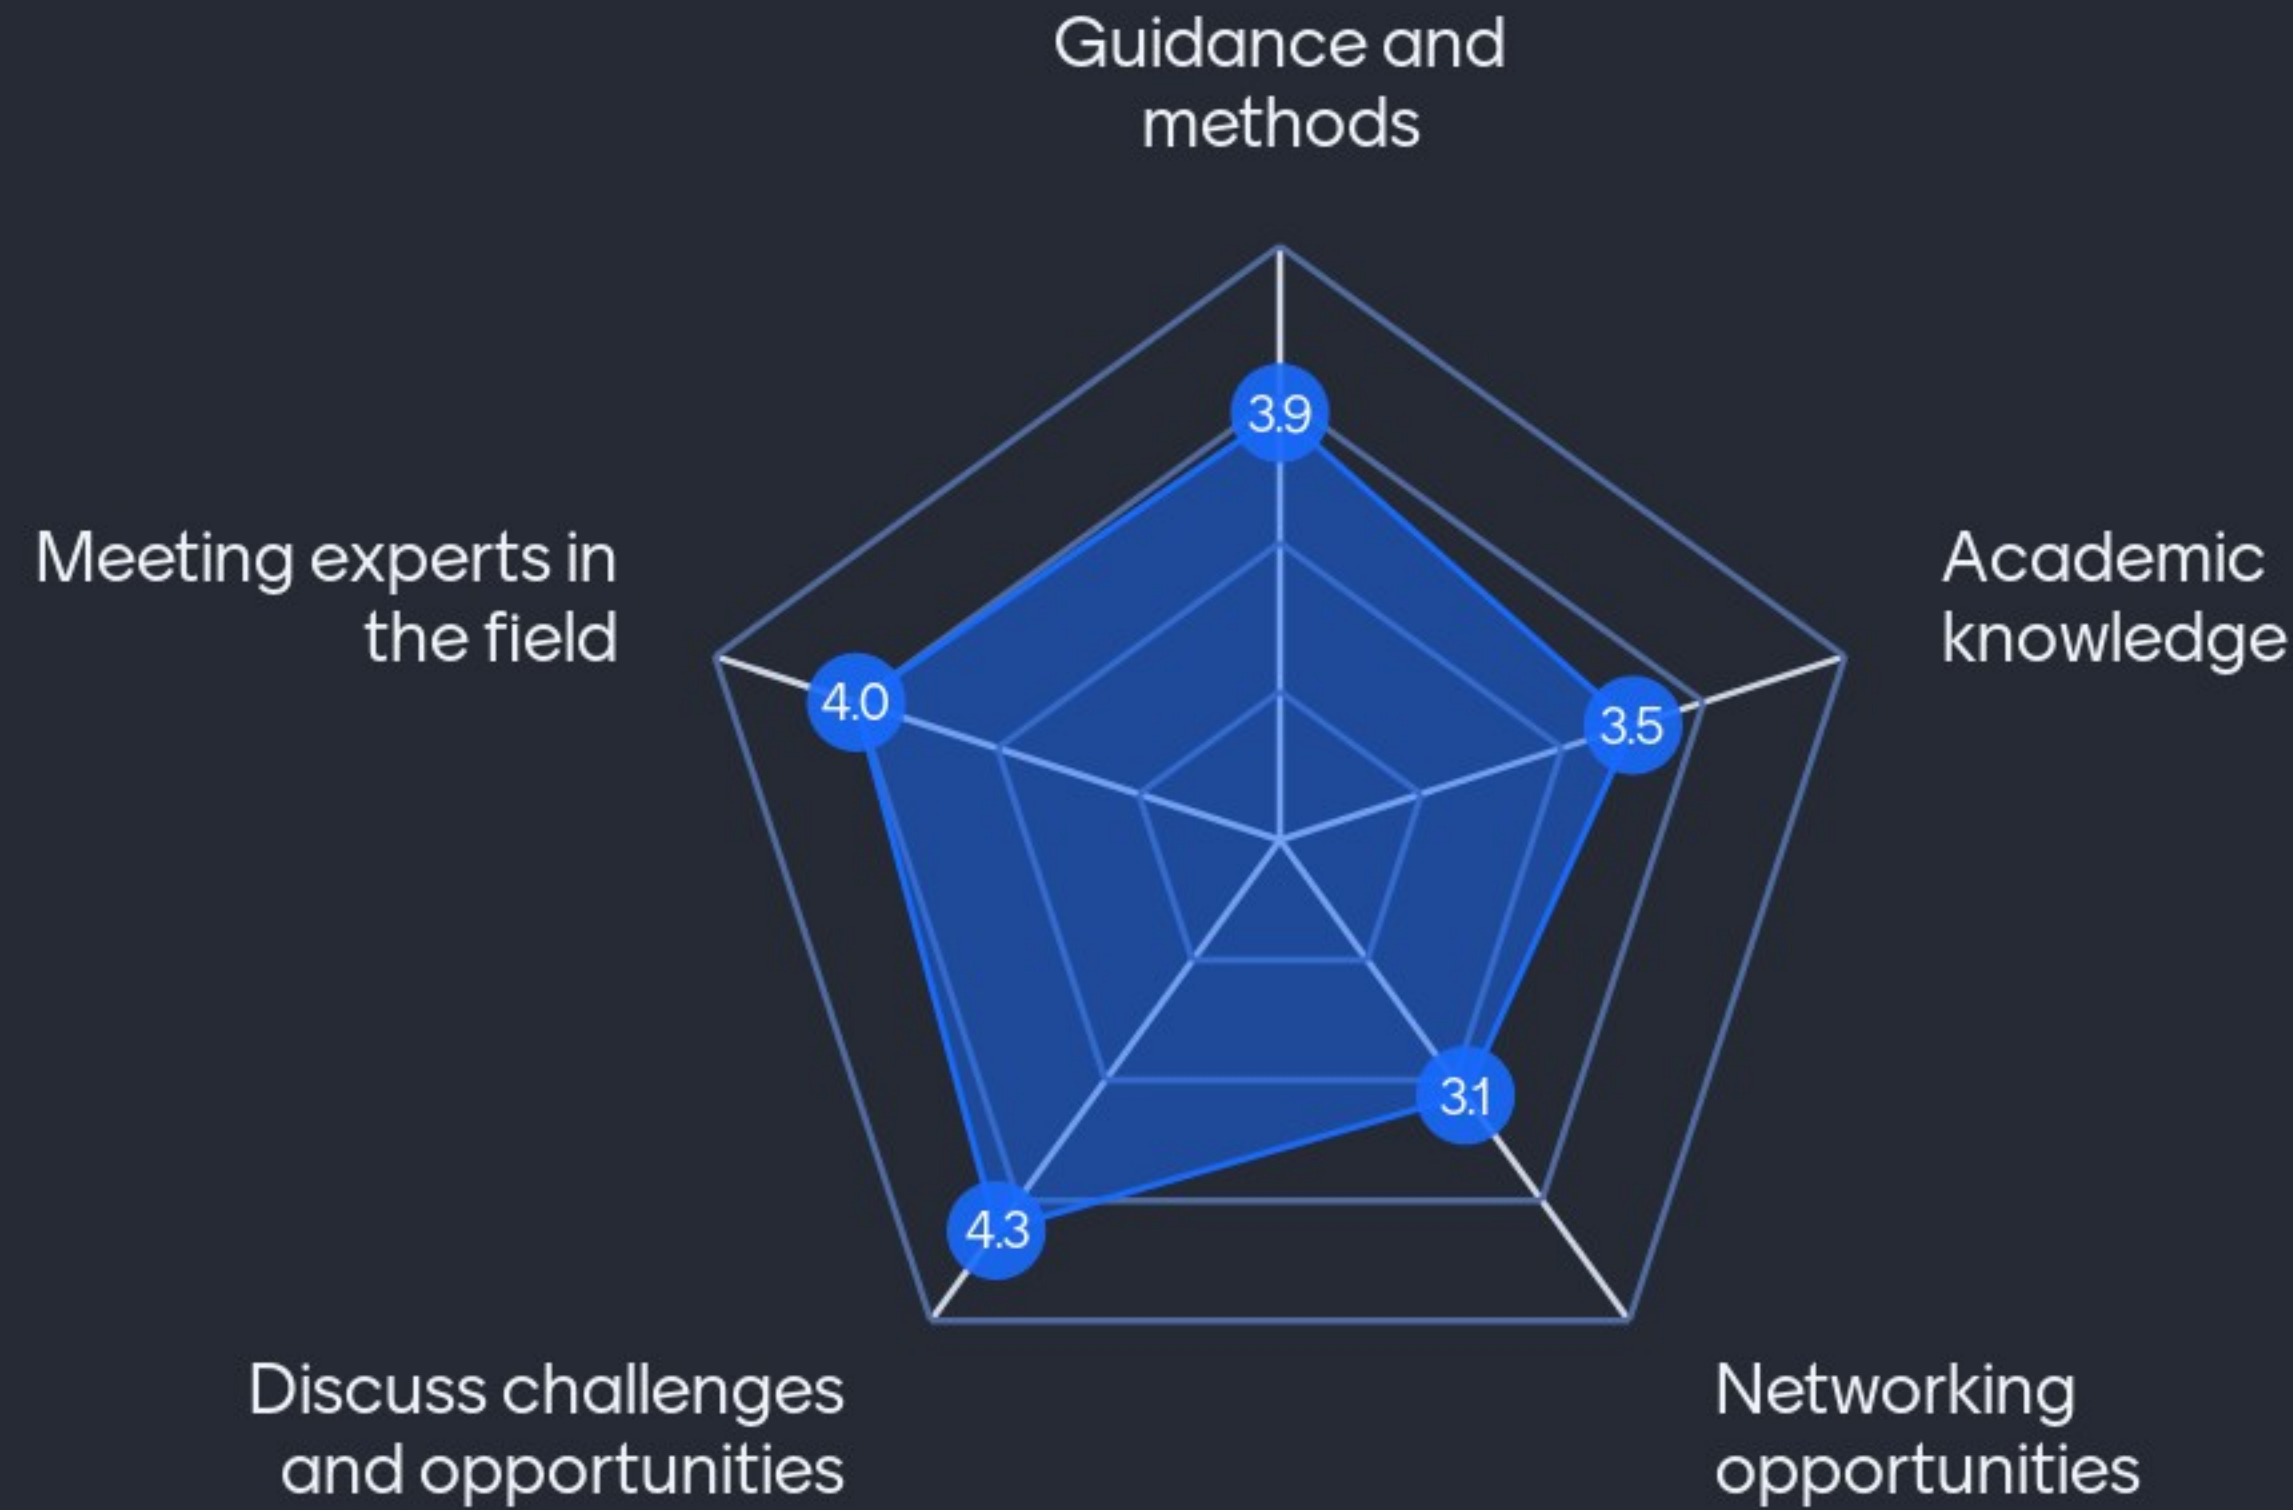 Guidance and
methods
3.9
Meeting experts in
the field
Academic
knowledge
4.0
3.5
3.1
4.3
Discuss challenges
and opportunities
Networking
opportunities